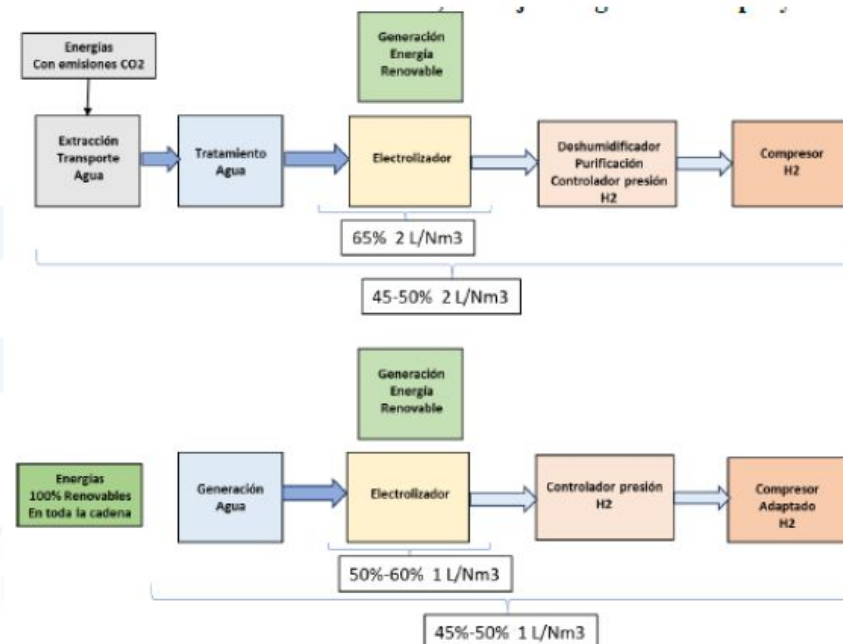 Energías
Con emisiones CO2
Generación
Energía
Renovable
Extracción
Transporte
Agua
Tratamiento
Agua
Electrolizador
Deshumidificador
Purificación
Controlador presión
H2
Compresor
H2
65% 2 L/Nm3
45-50% 2 L/Nm3
Generación
Energía
Renovable
Energías
100% Renovables
En toda la cadena
Generación
Agua
Electrolizador
Controlador presión
H2
Compresor
Adaptado
H2
50%-60% 1 L/Nm3
45%-50% 1 L/Nm3